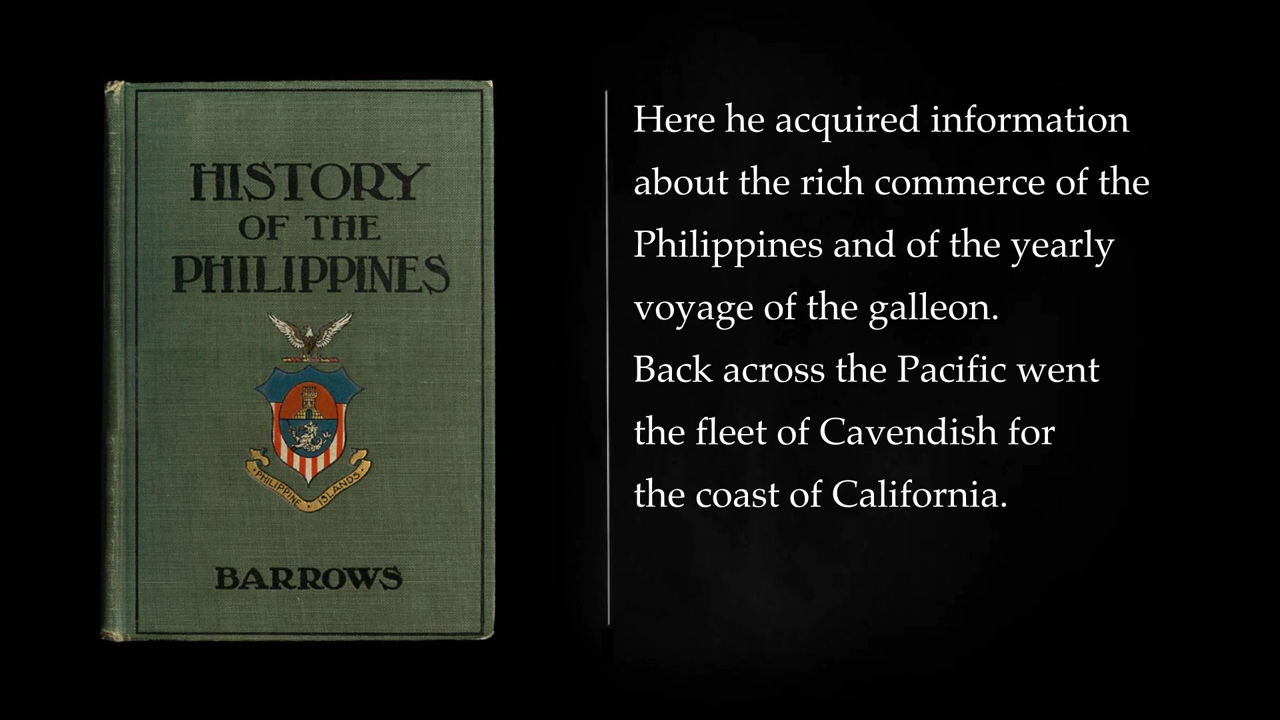 HISTORY
OF THE
PHILIPPINES
PHILIPPINE ISLANDS
BARROWS
Here he acquired information
about the rich commerce of the
Philippines and of the yearly
voyage of the galleon.
Back across the Pacific went
the fleet of Cavendish for
the coast of California.